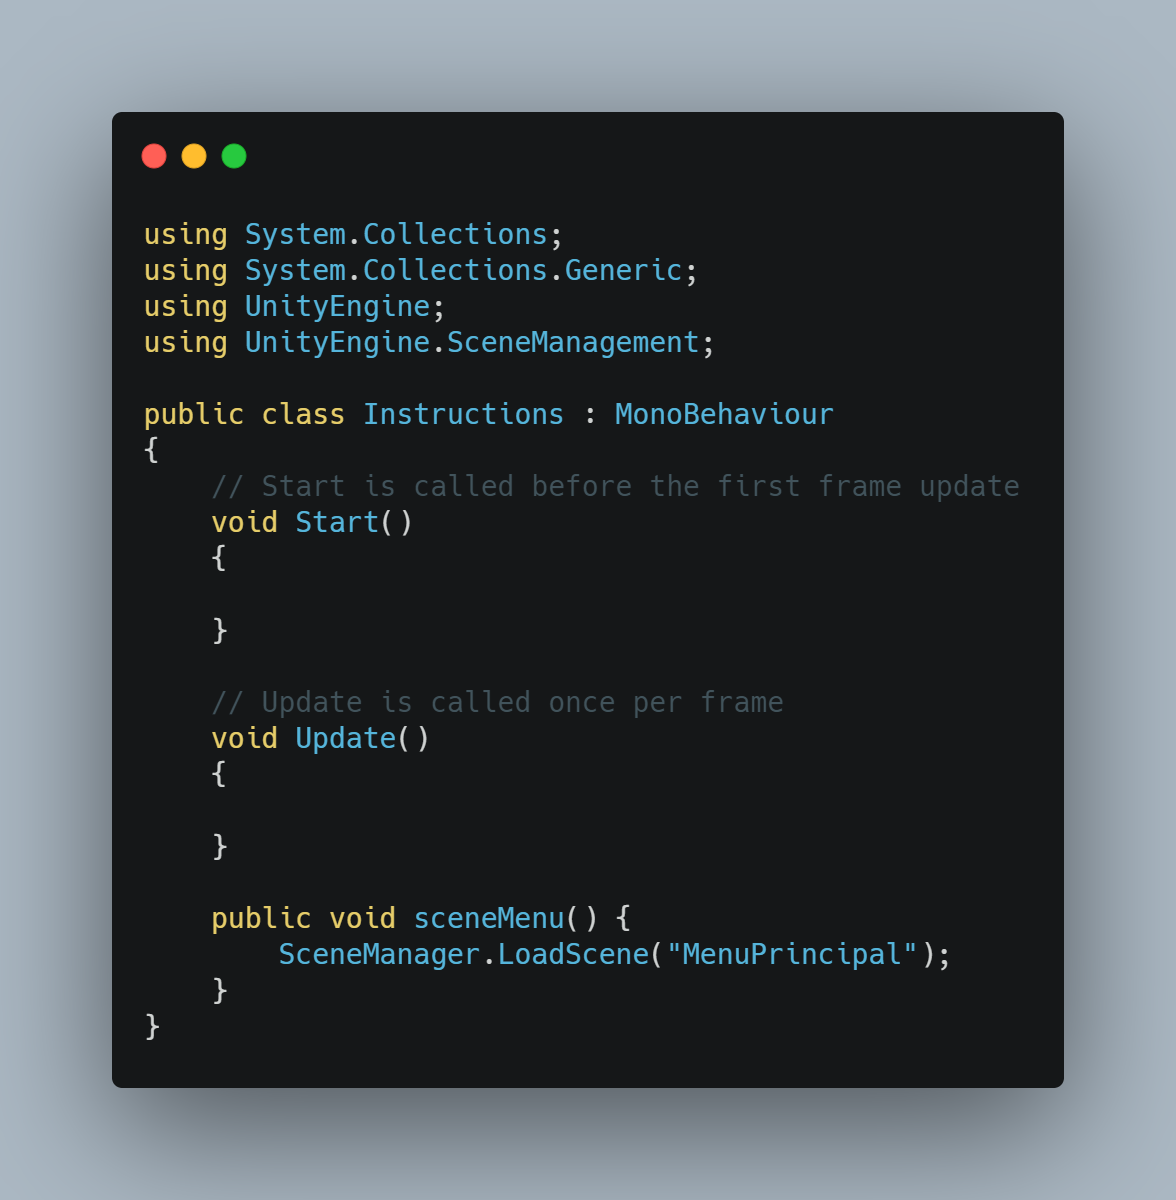 using System.Collections;
using System.Collections.Generic;
using UnityEngine;
using UnityEngine.SceneManagement;

public class Instructions : MonoBehaviour
{
    // Start is called before the first frame update
    void Start()
    {

    }

    // Update is called once per frame
    void Update()
    {

    }

    public void sceneMenu() {
        SceneManager.LoadScene("MenuPrincipal");
    }
}